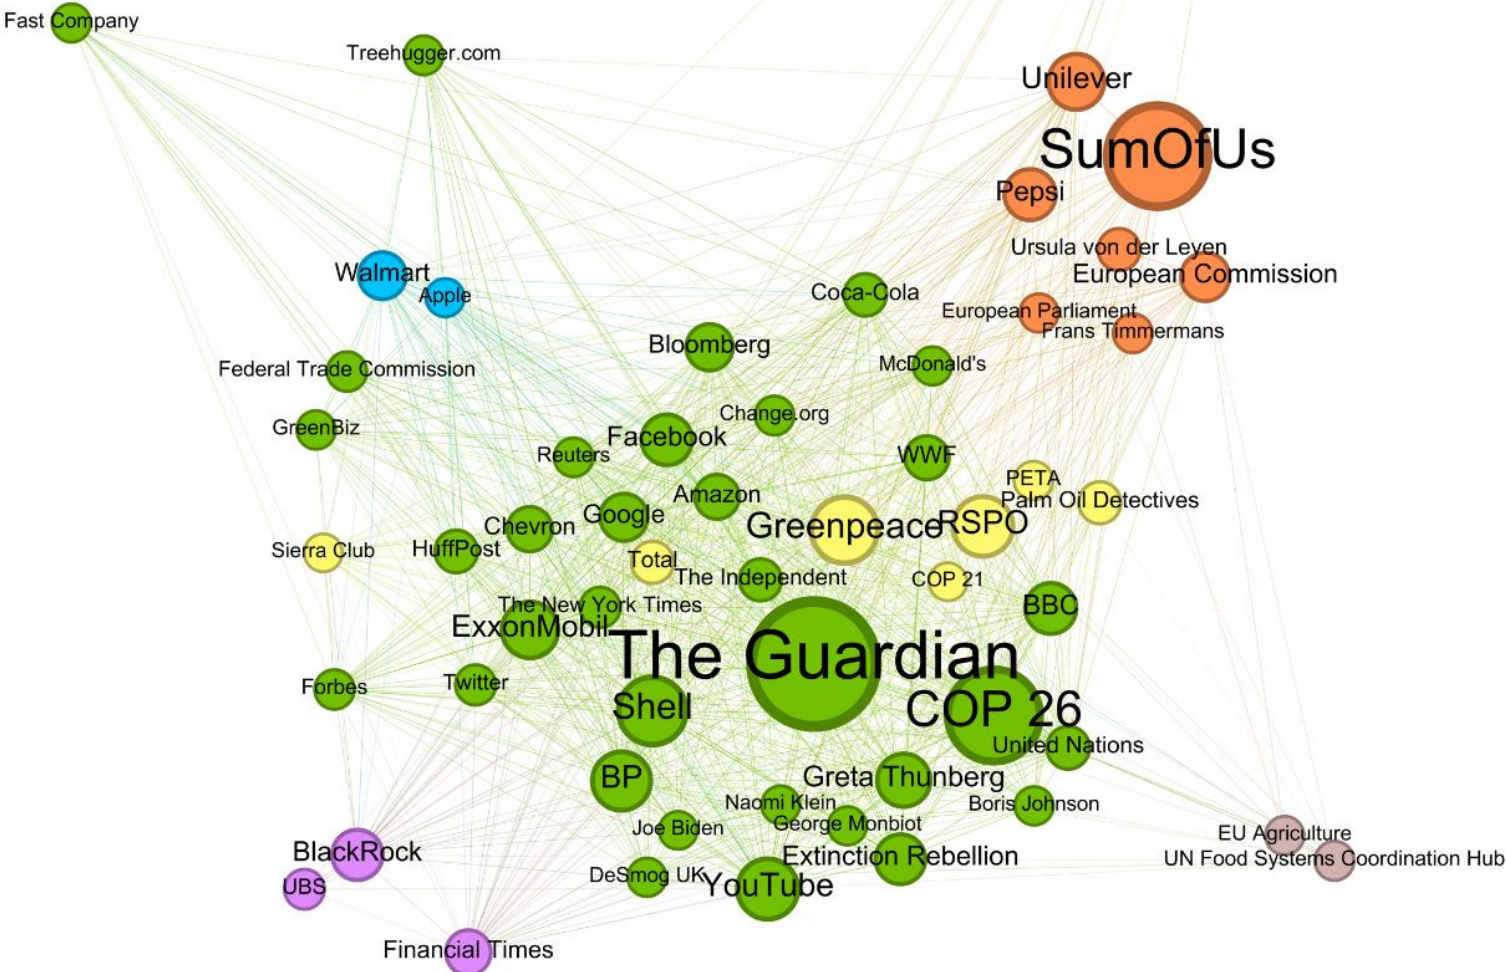 Fast Company
Treehugger.com
Unilever
SumOfUs
Pepsi
Ursula von der Leyen
Walmart
European Commission
Apple
Coca-Cola
European Parliament
Frans Timmermans
Bloomberg
McDonald's
Federal Trade Commission
Change.org
GreenBiz
Facebook
Reuters
WWF
PETA
Amazon
Palm Oil Detectives
Google
Chevron
Greenpeace
RSPO
Sierra Club
HuffPost
Total
The Independent
COP 21
The New York Times
BBC
ExxonMobil
The Guardian
Forbes
Twitter
Shell
COP 26
United Nations
BP
Greta Thunberg
Naomi Klein
Boris Johnson
George Monbiot
Joe Biden
EU Agriculture
BlackRock
Extinction Rebellion
UN Food Systems Coordination Hub
DeSmog UK
YouTube
UBS
Financial Times